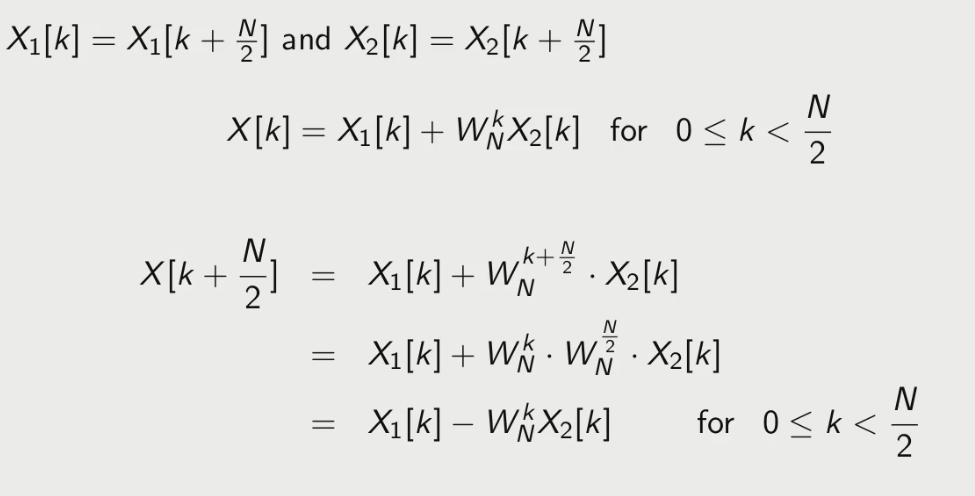 X₁[k] = X₁[k + N/2] and X₂[k] = X₂[k + N/2]
X[k] = X₁[k] + W_N^k X₂[k] for 0 ≤ k < N/2
X[k + N/2] = X₁[k] + W_N^{k+N/2} · X₂[k]
= X₁[k] + W_N^k · W_N^{N/2} · X₂[k]
= X₁[k] − W_N^k X₂[k] for 0 ≤ k < N/2